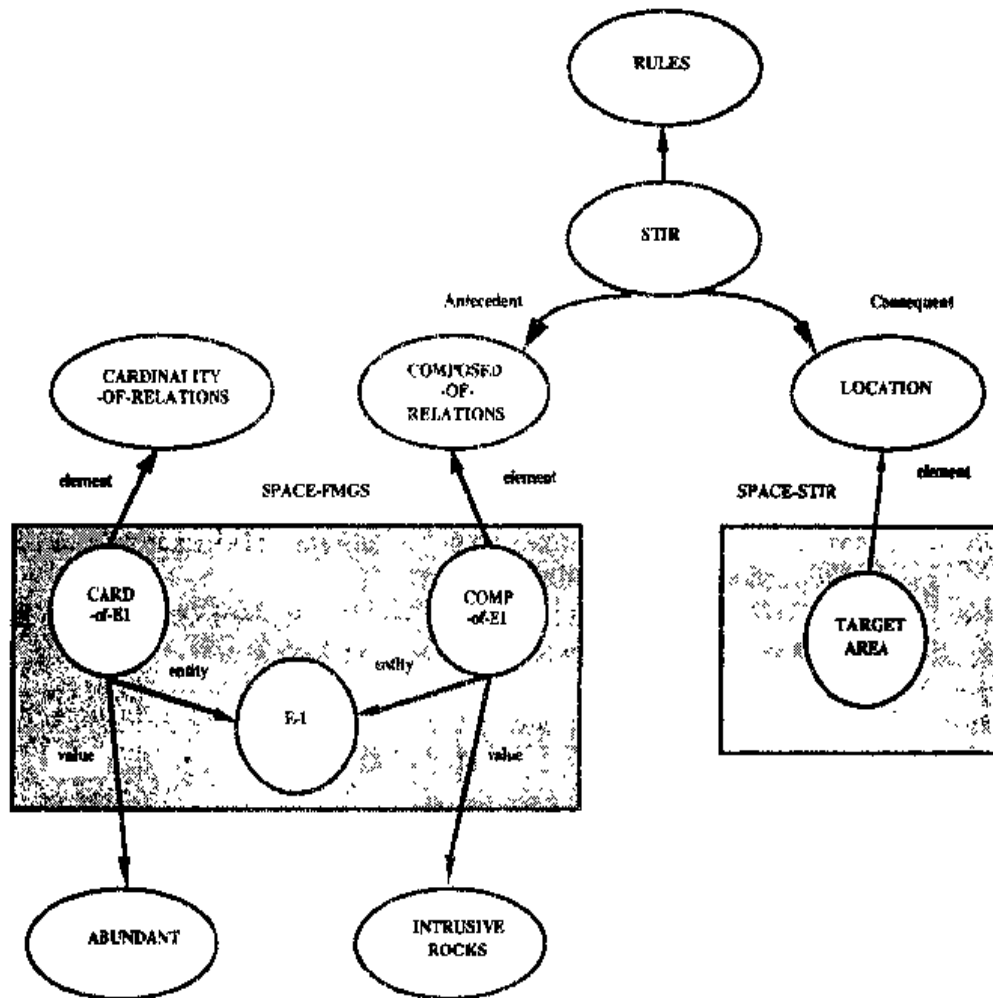 RULES
STIR
Antecedent
Consequent
CARDINALITY
-OF-RELATIONS
COMPOSED
-OF-
RELATIONS
LOCATION
element
SPACE-FMGS
element
SPACE-STIR
element
CARD
-of-E1
COMP
-of-E1
TARGET
AREA
entity
entity
E-1
value
value
ABUNDANT
INTRUSIVE
ROCKS